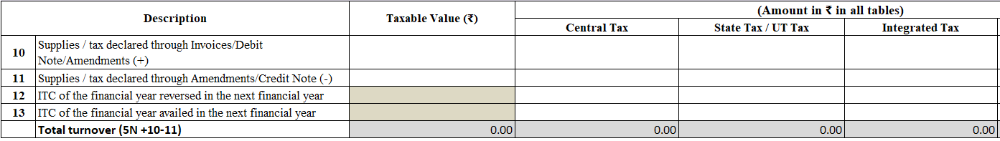 (Amount in ₹ in all tables)
Description Taxable Value (₹)
Central Tax State Tax / UT Tax Integrated Tax
10 Supplies / tax declared through Invoices/Debit
Note/Amendments (+)
11 Supplies / tax declared through Amendments/Credit Note (-)
12 ITC of the financial year reversed in the next financial year
13 ITC of the financial year availed in the next financial year
Total turnover (5N +10-11) 0.00 0.00 0.00 0.00